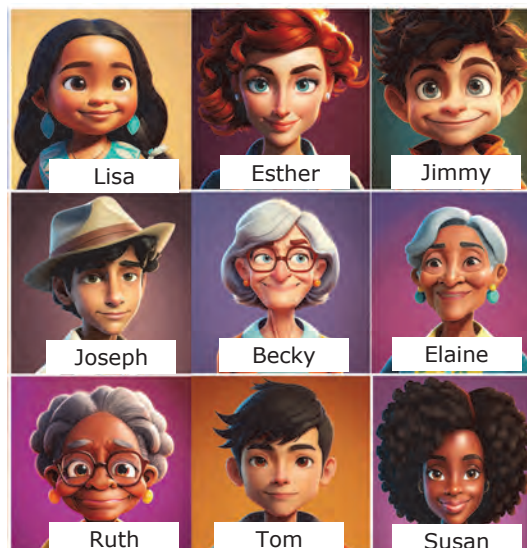 Lisa
Esther
Jimmy
Joseph
Becky
Elaine
Ruth
Tom
Susan